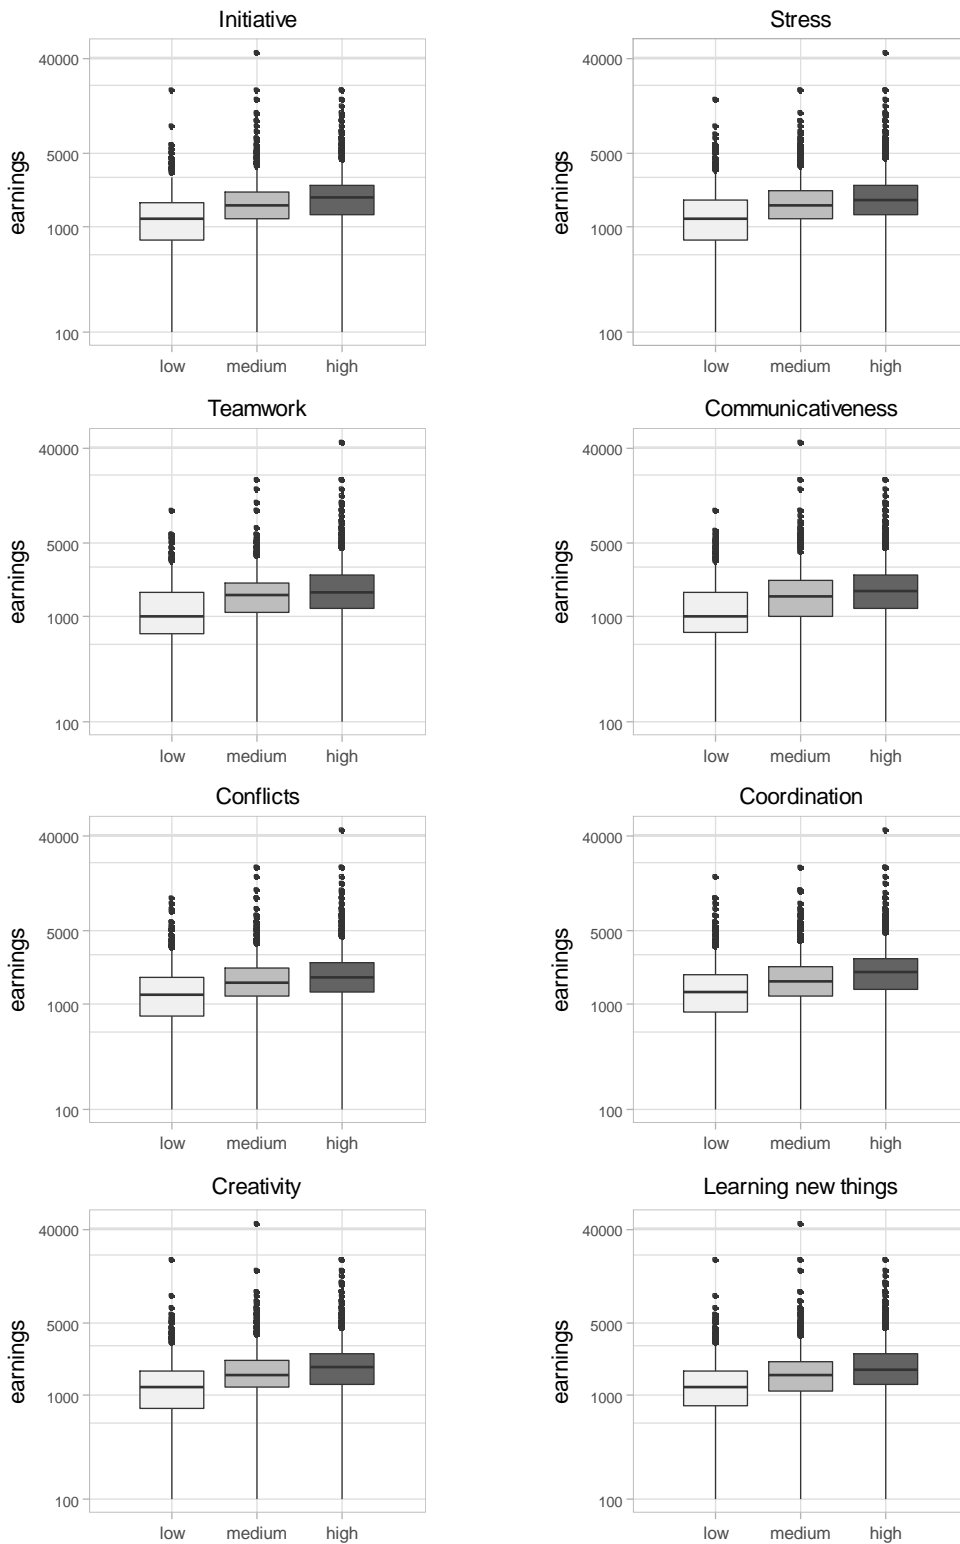 Initiative
Stress
40000
5000
1000
100
earnings
low medium high
40000
5000
1000
100
earnings
low medium high
Teamwork
Communicativeness
40000
5000
1000
100
earnings
low medium high
40000
5000
1000
100
earnings
low medium high
Conflicts
Coordination
40000
5000
1000
100
earnings
low medium high
40000
5000
1000
100
earnings
low medium high
Creativity
Learning new things
40000
5000
1000
100
earnings
low medium high
40000
5000
1000
100
earnings
low medium high